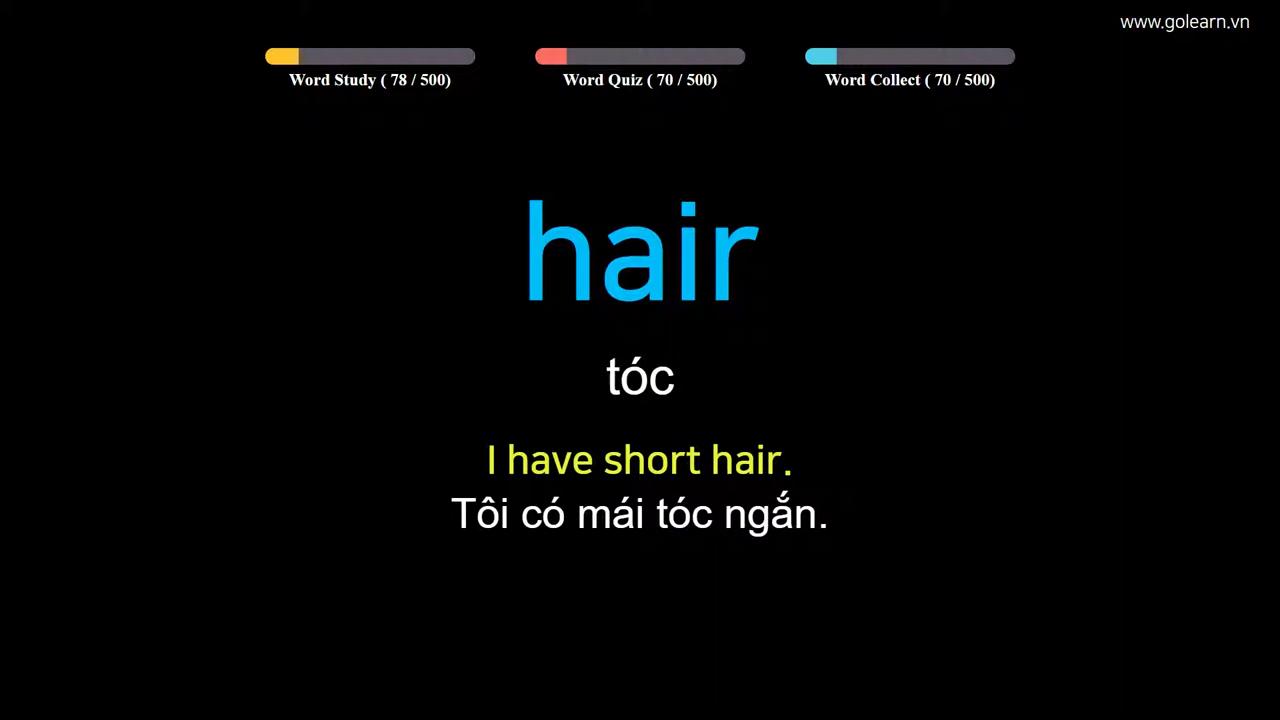 www.golearn.vn
Word Study ( 78 / 500)
Word Quiz ( 70 / 500)
Word Collect ( 70 / 500)
hair
tóc
I have short hair.
Tôi có mái tóc ngắn.